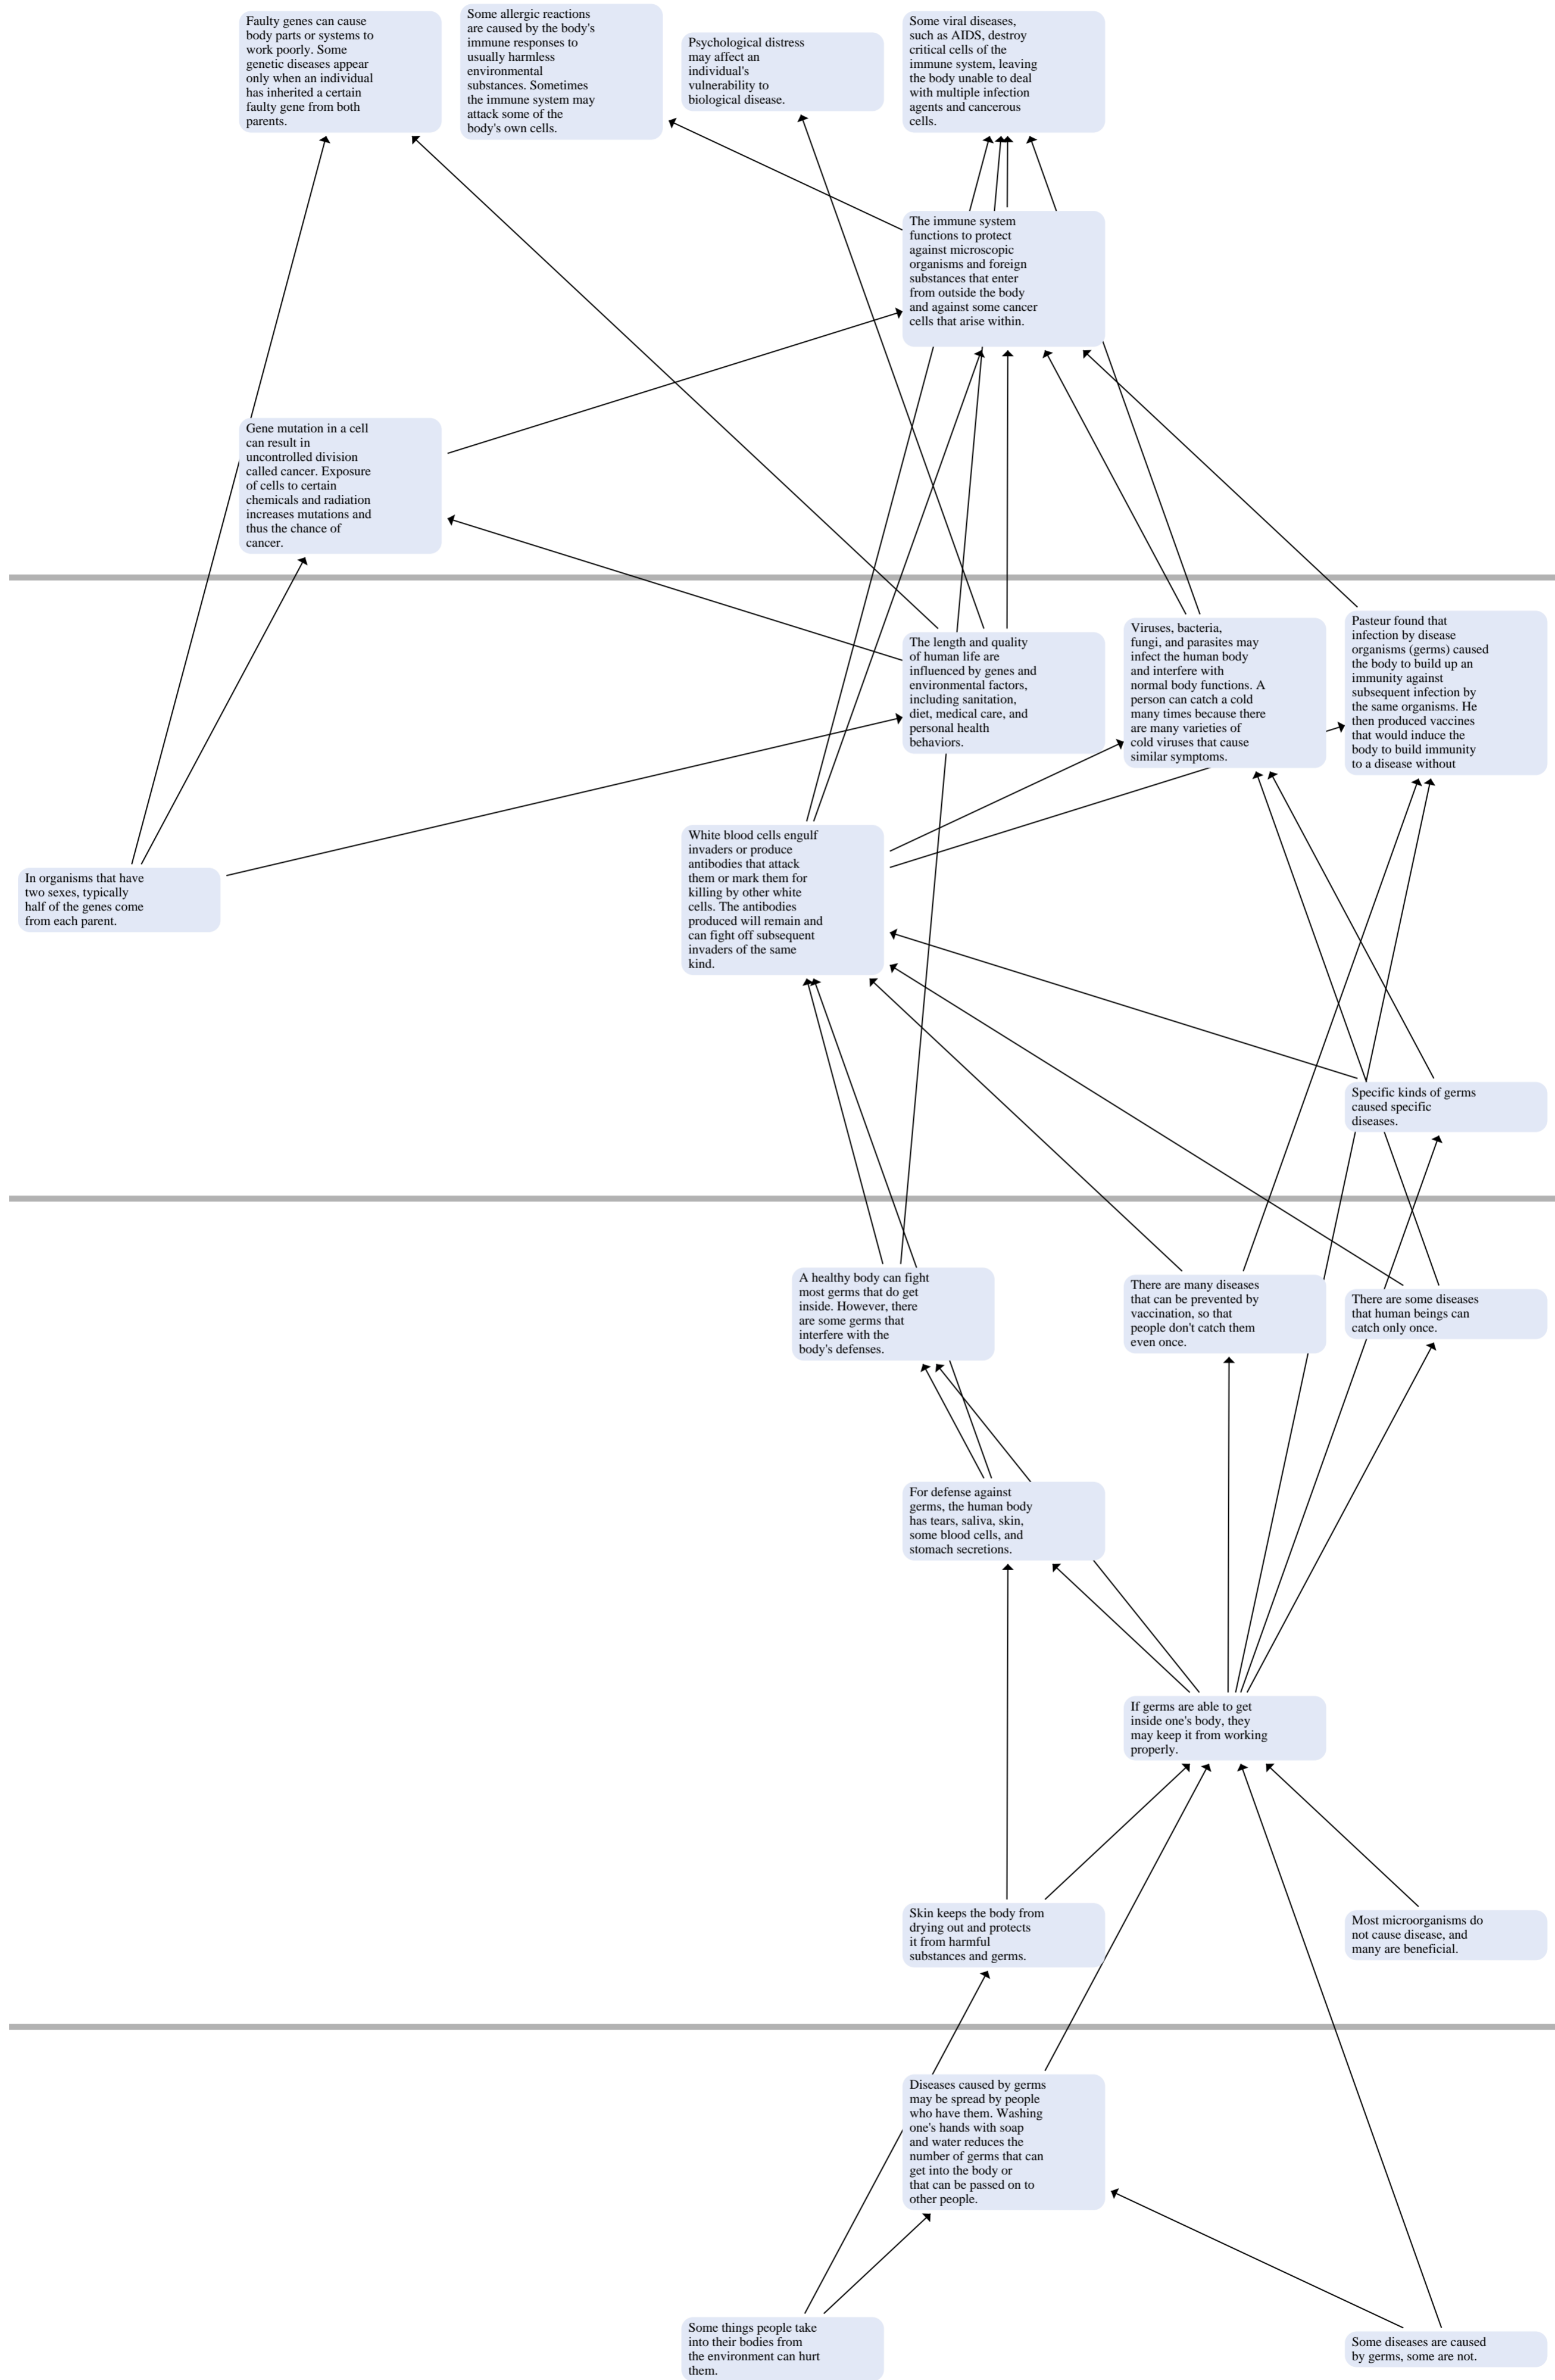 Faulty genes can cause
body parts or systems to
work poorly. Some
genetic diseases appear
only when an individual
has inherited a certain
faulty gene from both
parents.
Some allergic reactions
are caused by the body's
immune responses to
usually harmless
environmental
substances. Sometimes
the immune system may
attack some of the
body's own cells.
Psychological distress
may affect an
individual's
vulnerability to
biological disease.
Some viral diseases,
such as AIDS, destroy
critical cells of the
immune system, leaving
the body unable to deal
with multiple infection
agents and cancerous
cells.
The immune system
functions to protect
against microscopic
organisms and foreign
substances that enter
from outside the body
and against some cancer
cells that arise within.
Gene mutation in a cell
can result in
uncontrolled division
called cancer. Exposure
of cells to certain
chemicals and radiation
increases mutations and
thus the chance of
cancer.
The length and quality
of human life are
influenced by genes and
environmental factors,
including sanitation,
diet, medical care, and
personal health
behaviors.
Viruses, bacteria,
fungi, and parasites may
infect the human body
and interfere with
normal body functions. A
person can catch a cold
many times because there
are many varieties of
cold viruses that cause
similar symptoms.
Pasteur found that
infection by disease
organisms (germs) caused
the body to build up an
immunity against
subsequent infection by
the same organisms. He
then produced vaccines
that would induce the
body to build immunity
to a disease without
White blood cells engulf
invaders or produce
antibodies that attack
them or mark them for
killing by other white
cells. The antibodies
produced will remain and
can fight off subsequent
invaders of the same
kind.
In organisms that have
two sexes, typically
half of the genes come
from each parent.
Specific kinds of germs
caused specific
diseases.
A healthy body can fight
most germs that do get
inside. However, there
are some germs that
interfere with the
body's defenses.
There are many diseases
that can be prevented by
vaccination, so that
people don't catch them
even once.
There are some diseases
that human beings can
catch only once.
For defense against
germs, the human body
has tears, saliva, skin,
some blood cells, and
stomach secretions.
If germs are able to get
inside one's body, they
may keep it from working
properly.
Skin keeps the body from
drying out and protects
it from harmful
substances and germs.
Most microorganisms do
not cause disease, and
many are beneficial.
Diseases caused by germs
may be spread by people
who have them. Washing
one's hands with soap
and water reduces the
number of germs that can
get into the body or
that can be passed on to
other people.
Some things people take
into their bodies from
the environment can hurt
them.
Some diseases are caused
by germs, some are not.